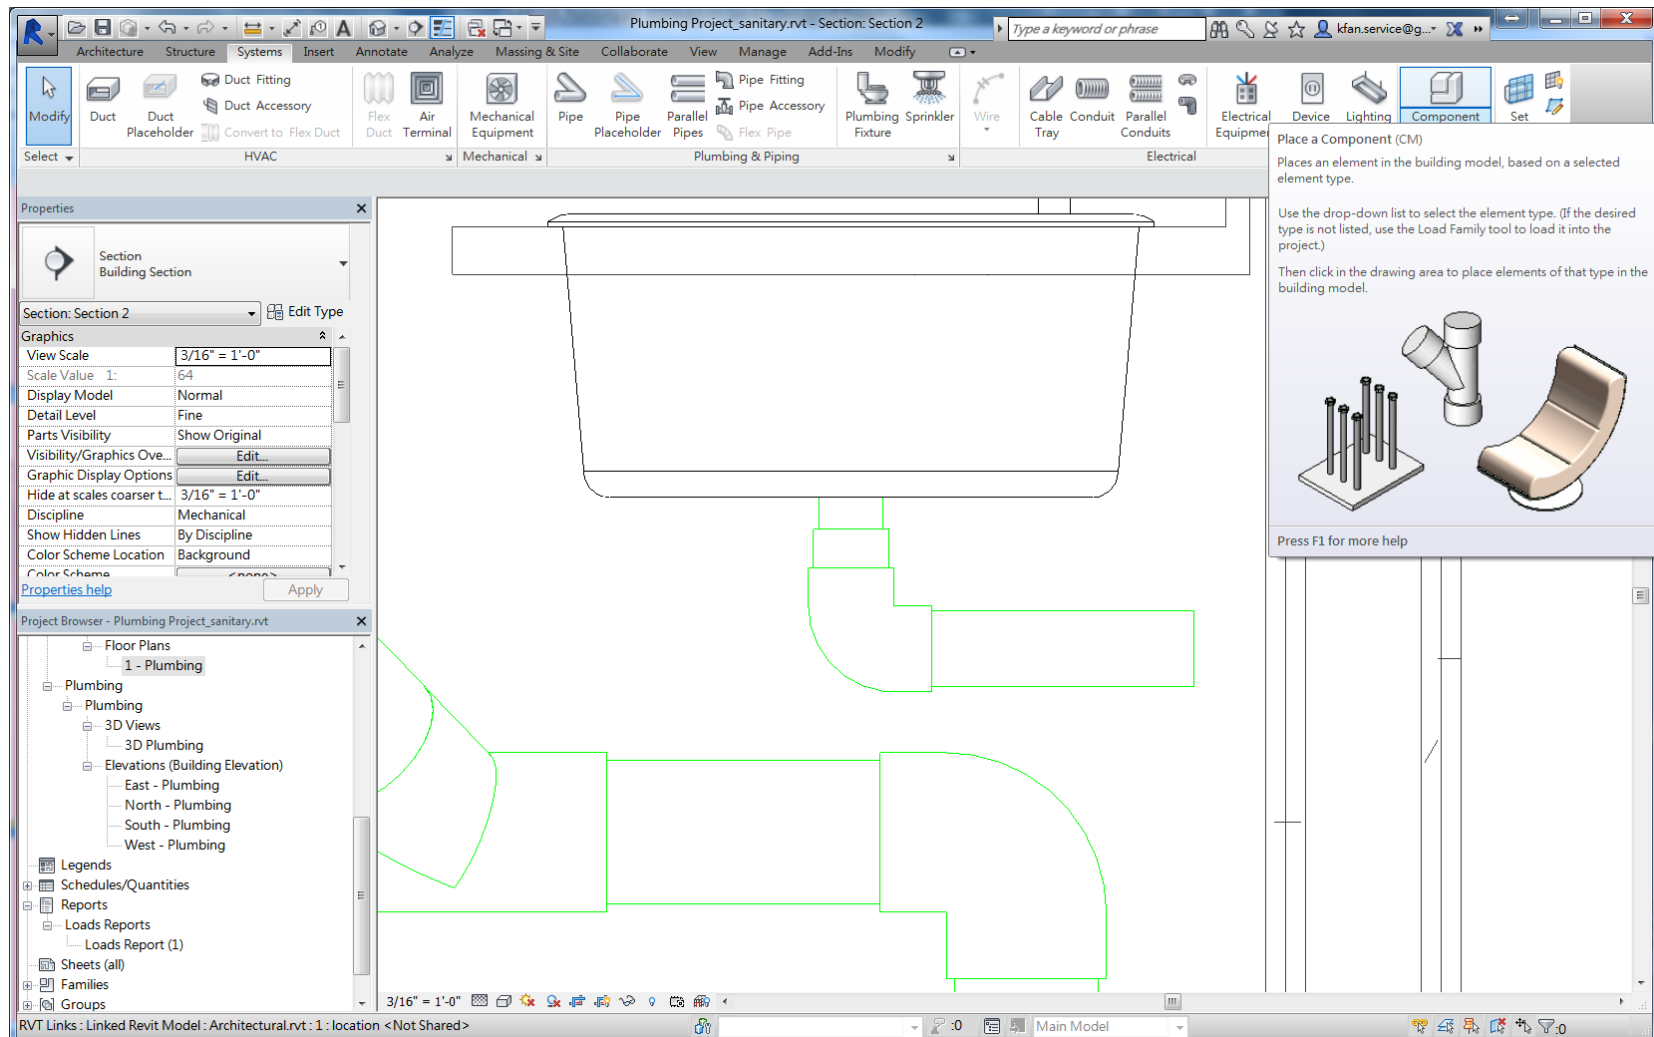 Plumbing Project_sanitary.rvt - Section: Section 2
Type a keyword or phrase
kfan.service@g...
Architecture Structure Systems Insert Annotate Analyze Massing & Site Collaborate View Manage Add-Ins Modify
Modify
Duct
Duct Placeholder
Duct Fitting
Duct Accessory
Convert to Flex Duct
Flex Duct
Air Terminal
Mechanical Equipment
Pipe
Pipe Placeholder
Parallel Pipes
Pipe Fitting
Pipe Accessory
Flex Pipe
Plumbing Fixture
Sprinkler
Wire
Cable Tray
Conduit
Parallel Conduits
Electrical Equipmen
Device
Lighting
Component
Set
Select
HVAC
Mechanical
Plumbing & Piping
Electrical
Place a Component (CM)
Places an element in the building model, based on a selected
element type.
Use the drop-down list to select the element type. (If the desired
type is not listed, use the Load Family tool to load it into the
project.)
Then click in the drawing area to place elements of that type in the
building model.
Press F1 for more help
Properties
Section
Building Section
Section: Section 2
Edit Type
Graphics
View Scale 3/16" = 1'-0"
Scale Value 1: 64
Display Model Normal
Detail Level Fine
Parts Visibility Show Original
Visibility/Graphics Ove... Edit...
Graphic Display Options Edit...
Hide at scales coarser t... 3/16" = 1'-0"
Discipline Mechanical
Show Hidden Lines By Discipline
Color Scheme Location Background
Color Scheme <none>
Properties help
Apply
Project Browser - Plumbing Project_sanitary.rvt
Floor Plans
1 - Plumbing
Plumbing
Plumbing
3D Views
3D Plumbing
Elevations (Building Elevation)
East - Plumbing
North - Plumbing
South - Plumbing
West - Plumbing
Legends
Schedules/Quantities
Reports
Loads Reports
Loads Report (1)
Sheets (all)
Families
Groups
3/16" = 1'-0"
RVT Links : Linked Revit Model : Architectural.rvt : 1 : location <Not Shared>
:0
Main Model
:0